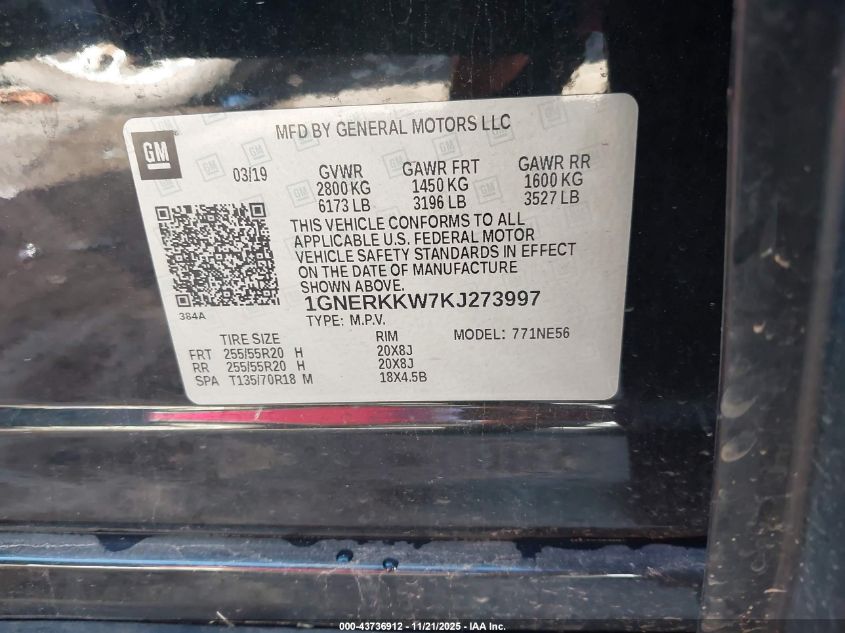 MFD BY GENERAL MOTORS LLC
GM
03/19
GVWR GAWR FRT GAWR RR
2800 KG 1450 KG 1600 KG
6173 LB 3196 LB 3527 LB
THIS VEHICLE CONFORMS TO ALL
APPLICABLE U.S. FEDERAL MOTOR
VEHICLE SAFETY STANDARDS IN EFFECT
ON THE DATE OF MANUFACTURE
SHOWN ABOVE.
384A
1GNERKKW7KJ273997
TYPE: M.P.V. MODEL: 771NE56
TIRE SIZE RIM
FRT 255/55R20 H 20X8J
RR 255/55R20 H 20X8J
SPA T135/70R18 M 18X4.5B
000-43736912 - 11/21/2025 - IAA Inc.